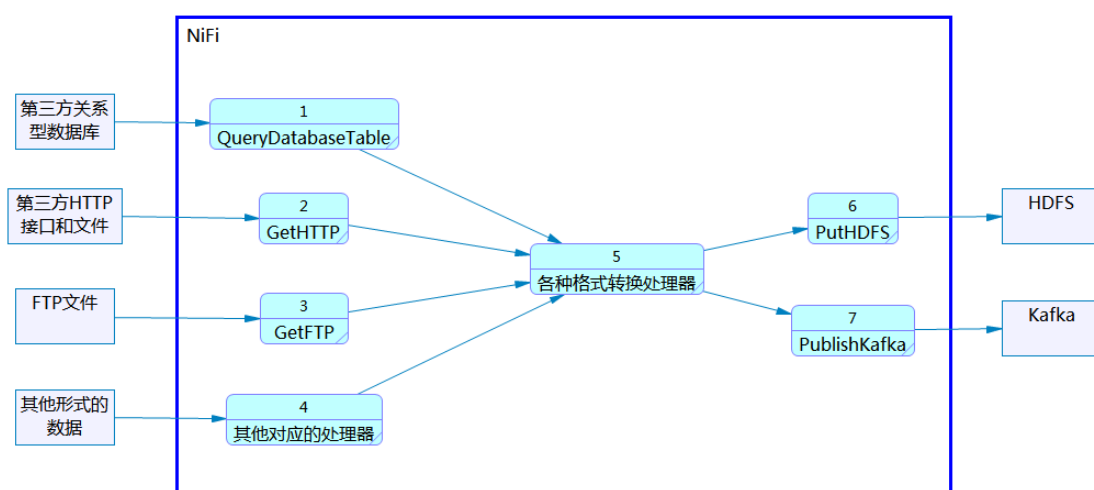 NiFi
第三方关系
型数据库
1
QueryDatabaseTable
第三方HTTP
接口和文件
2
GetHTTP
6
PutHDFS
HDFS
5
各种格式转换处理器
FTP文件
3
GetFTP
7
PublishKafka
Kafka
其他形式的
数据
4
其他对应的处理器